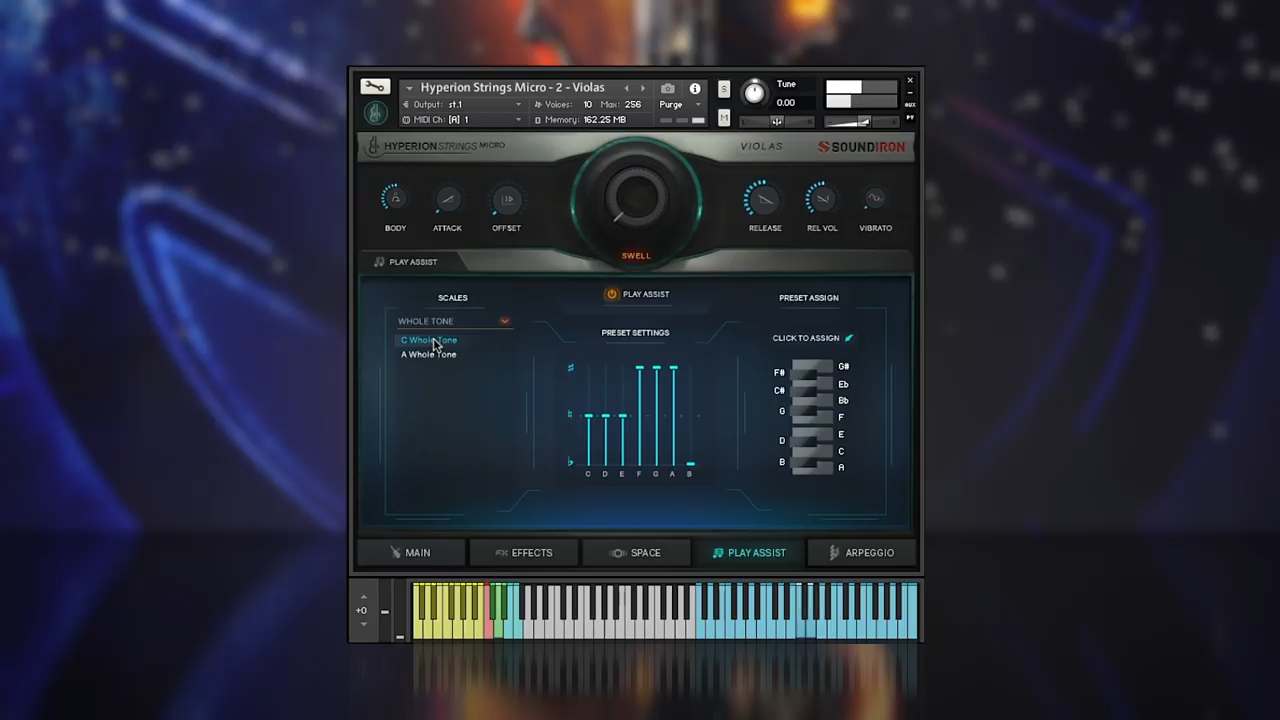 Hyperion Strings Micro - 2 - Violas
Output: st.1
Voices: 10 Max: 256
Purge
MIDI Ch: [A] 1
Memory: 162.25 MB
S
M
Tune
0.00
L R
AUX
PV
HYPERION STRINGS MICRO
VIOLAS
SOUNDIRON
BODY
ATTACK
OFFSET
RELEASE
REL VOL
VIBRATO
SWELL
PLAY ASSIST
SCALES
PLAY ASSIST
PRESET ASSIGN
WHOLE TONE
C Whole Tone
A Whole Tone
PRESET SETTINGS
♯
♮
♭
C D E F G A B
CLICK TO ASSIGN
F# G#
C# Eb
Bb
G F
E
D C
B A
MAIN
FX EFFECTS
SPACE
PLAY ASSIST
ARPEGGIO
+0